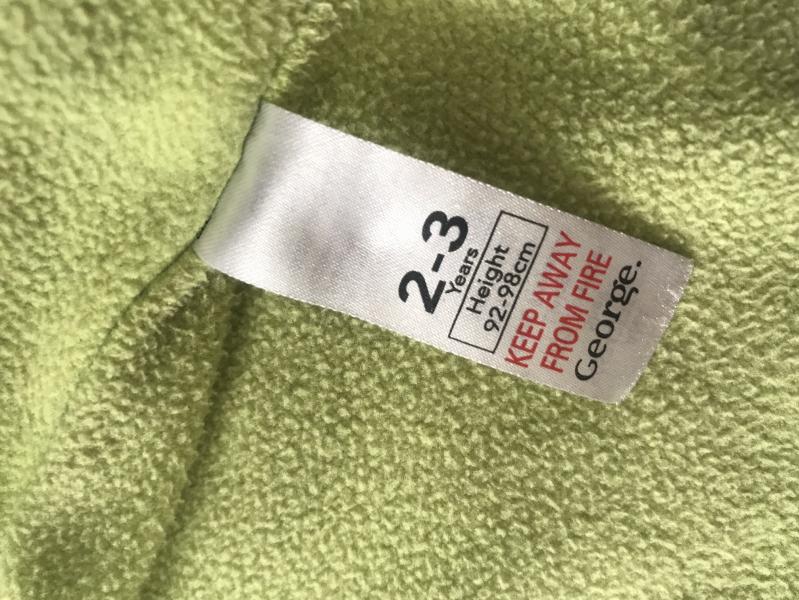 2-3
Years
Height
92-98cm
KEEP AWAY
FROM FIRE
George.